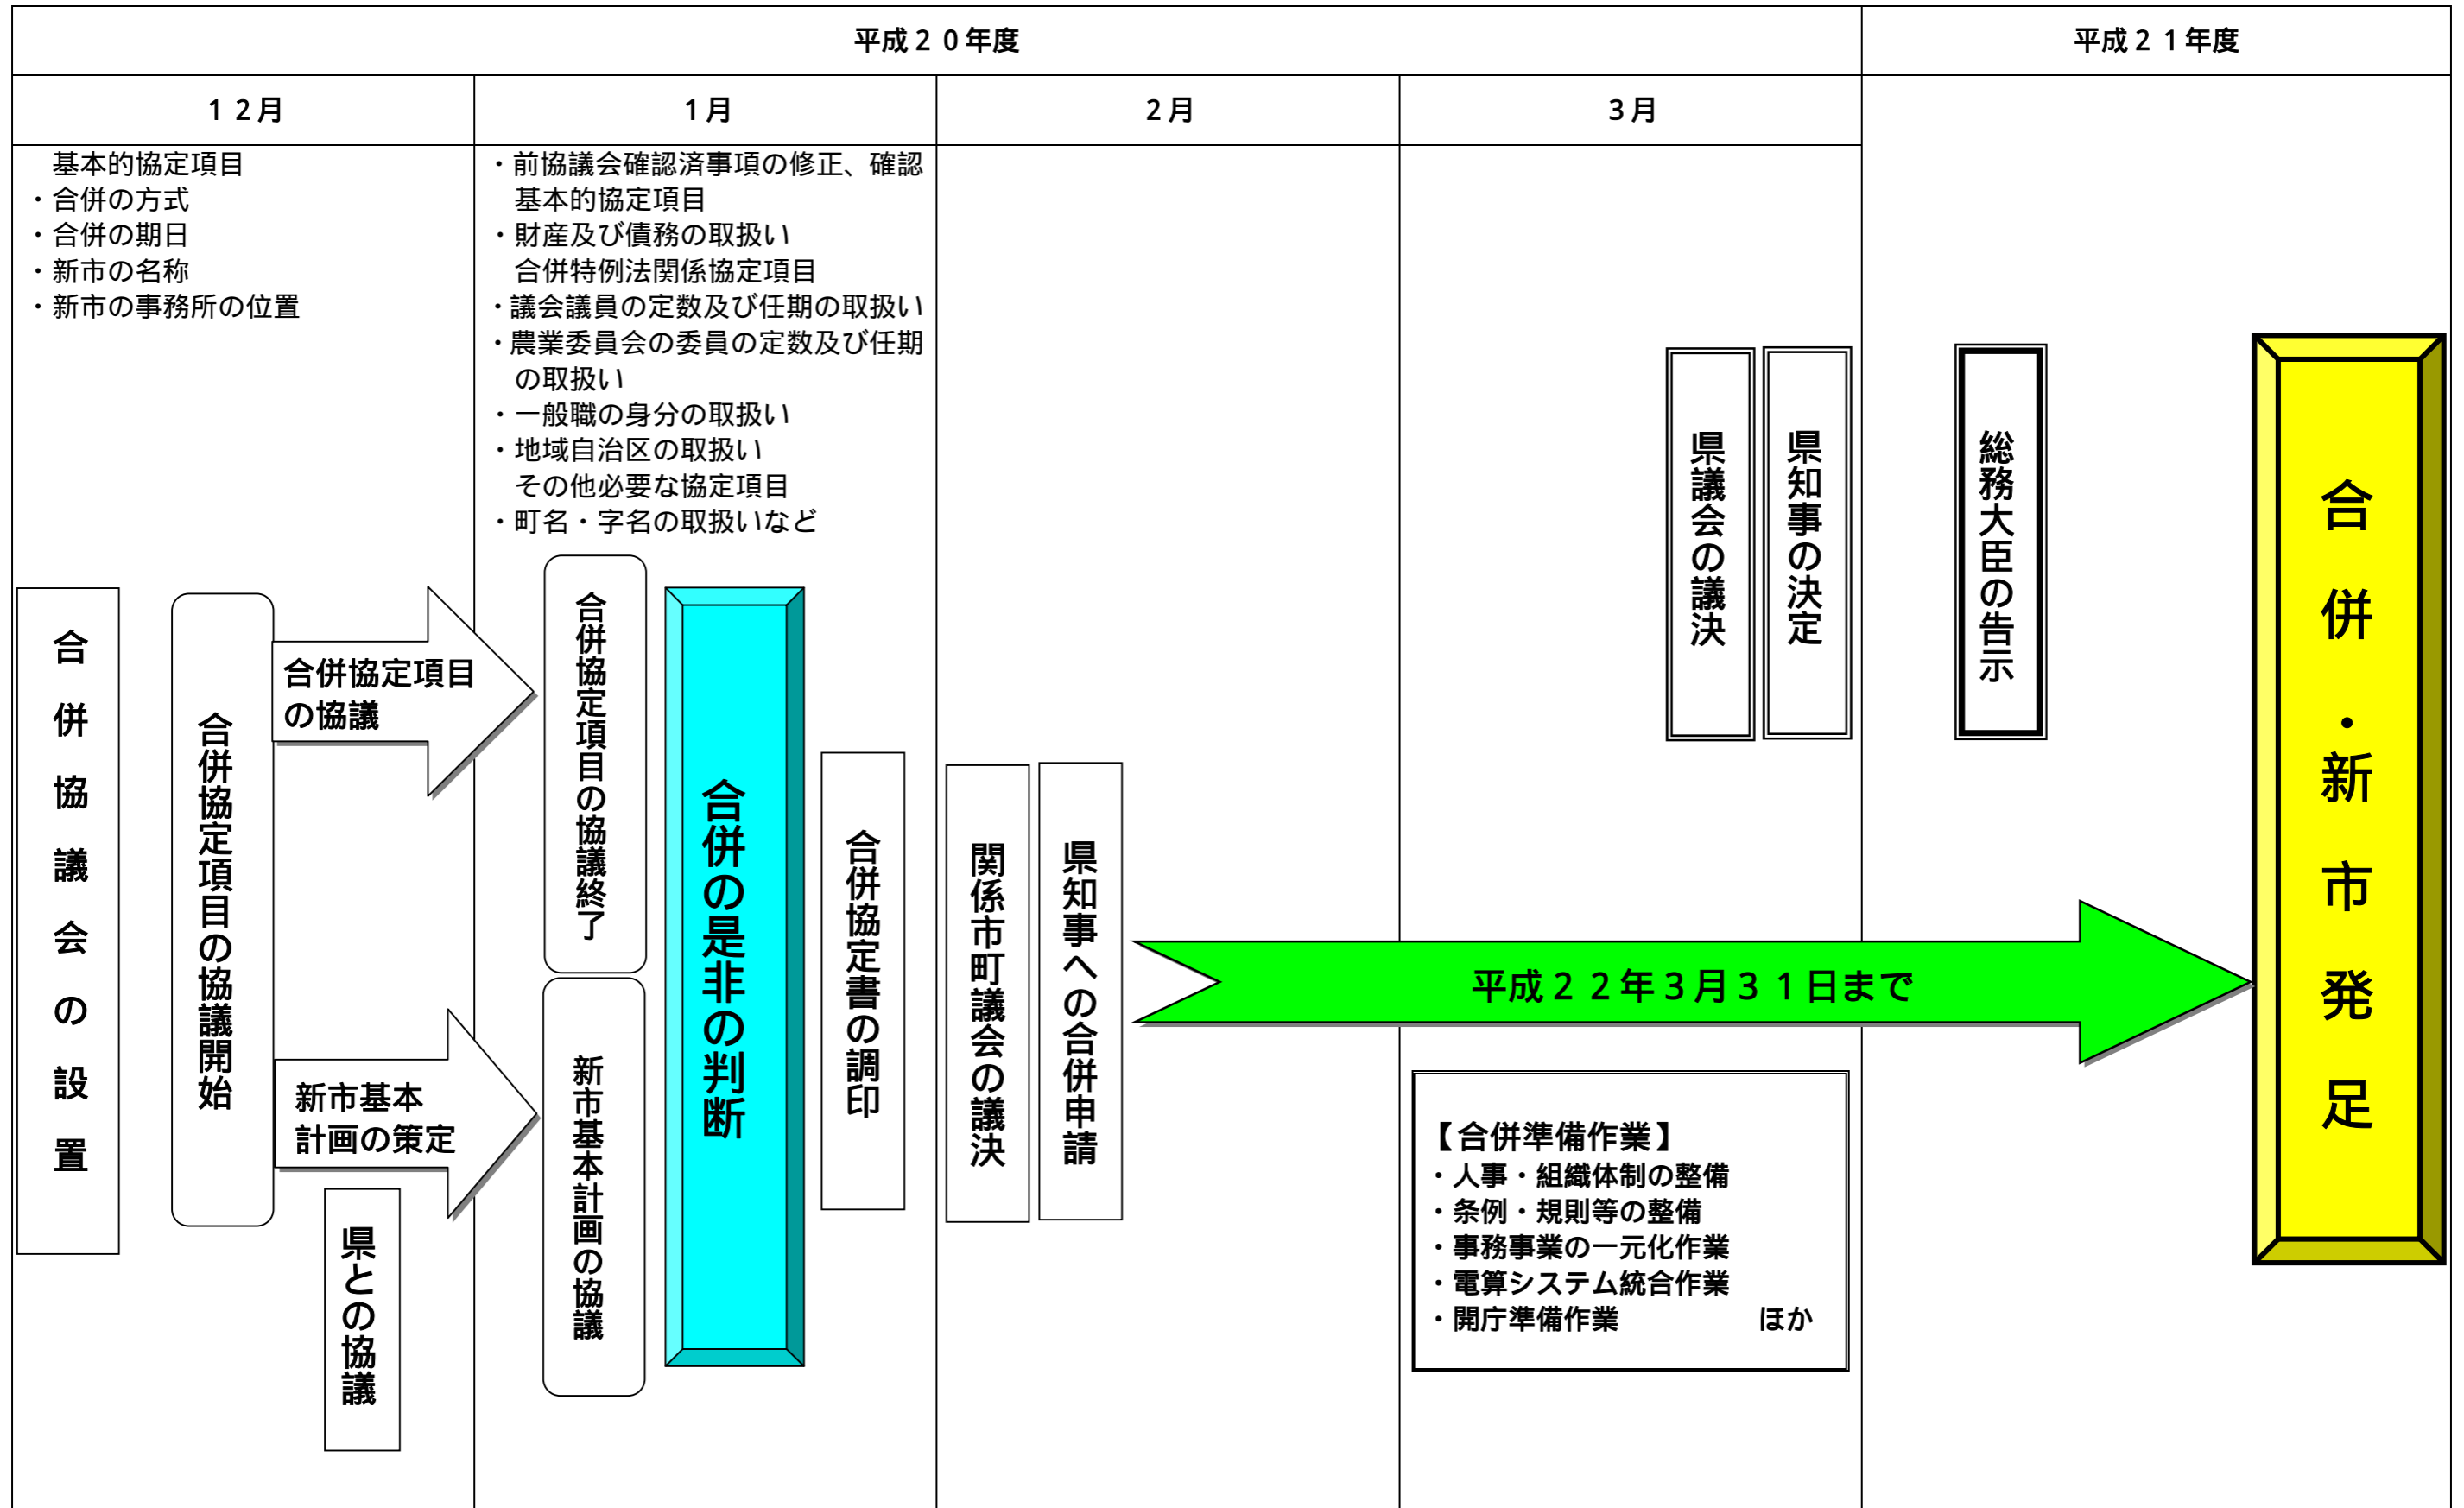 平成２０年度
平成２１年度
１２月
１月
２月
３月
基本的協定項目
・合併の方式
・合併の期日
・新市の名称
・新市の事務所の位置
・前協議会確認済事項の修正、確認
基本的協定項目
・財産及び債務の取扱い
合併特例法関係協定項目
・議会議員の定数及び任期の取扱い
・農業委員会の委員の定数及び任期
の取扱い
・一般職の身分の取扱い
・地域自治区の取扱い
その他必要な協定項目
・町名・字名の取扱いなど
合併協議会の設置
合併協定項目の協議開始
合併協定項目
の協議
新市基本
計画の策定
県との協議
合併協定項目の協議終了
新市基本計画の協議
合併の是非の判断
合併協定書の調印
関係市町議会の議決
県知事への合併申請
県議会の議決
県知事の決定
総務大臣の告示
平成２２年３月３１日まで
【合併準備作業】
・人事・組織体制の整備
・条例・規則等の整備
・事務事業の一元化作業
・電算システム統合作業
・開庁準備作業　　　　　ほか
合併・新市発足